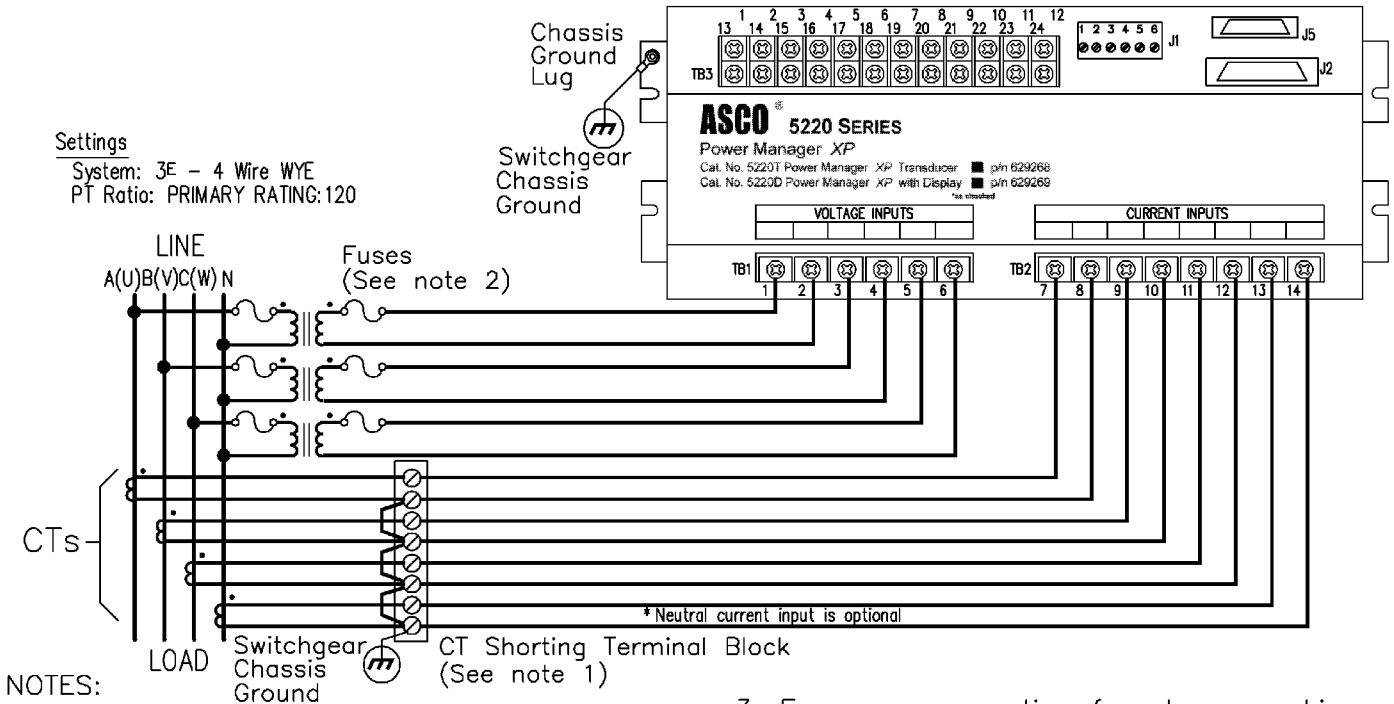 1 2 3 4 5 6 7 8 9 10 11 12
13 14 15 16 17 18 19 20 21 22 23 24
TB3
1 2 3 4 5 6
J1
J5
J2
Chassis
Ground
Lug
Switchgear
Chassis
Ground
ASCO ® 5220 SERIES
Power Manager XP
Cat. No. 5220T Power Manager XP Transducer ■ p/n 629268
Cat. No. 5220D Power Manager XP with Display ■ p/n 629269
*as checked
Settings
System: 3E - 4 Wire WYE
PT Ratio: PRIMARY RATING:120
VOLTAGE INPUTS
CURRENT INPUTS
TB1
1 2 3 4 5 6
TB2
7 8 9 10 11 12 13 14
LINE
A(U)B(V)C(W) N
Fuses
(See note 2)
CTs
* Neutral current input is optional
LOAD
Switchgear
Chassis
Ground
CT Shorting Terminal Block
(See note 1)
NOTES: